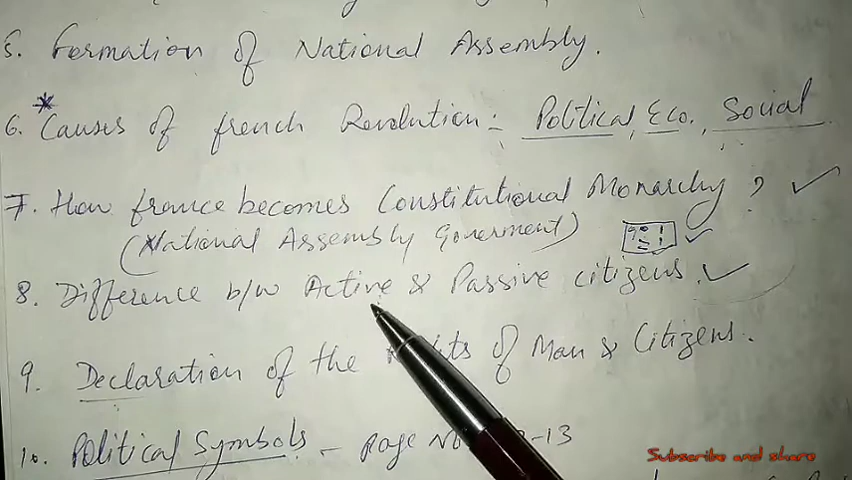 5. Formation of National Assembly.
6. Causes of french Revolution :- Political, Eco., Social
7. How france becomes Constitutional Monarchy ?
(National Assembly Goverment)
8. Difference b/w Active & Passive citizens.
9. Declaration of the of Man & Citizens.
10. Political Symbols - Page No -13
Subscribe and share